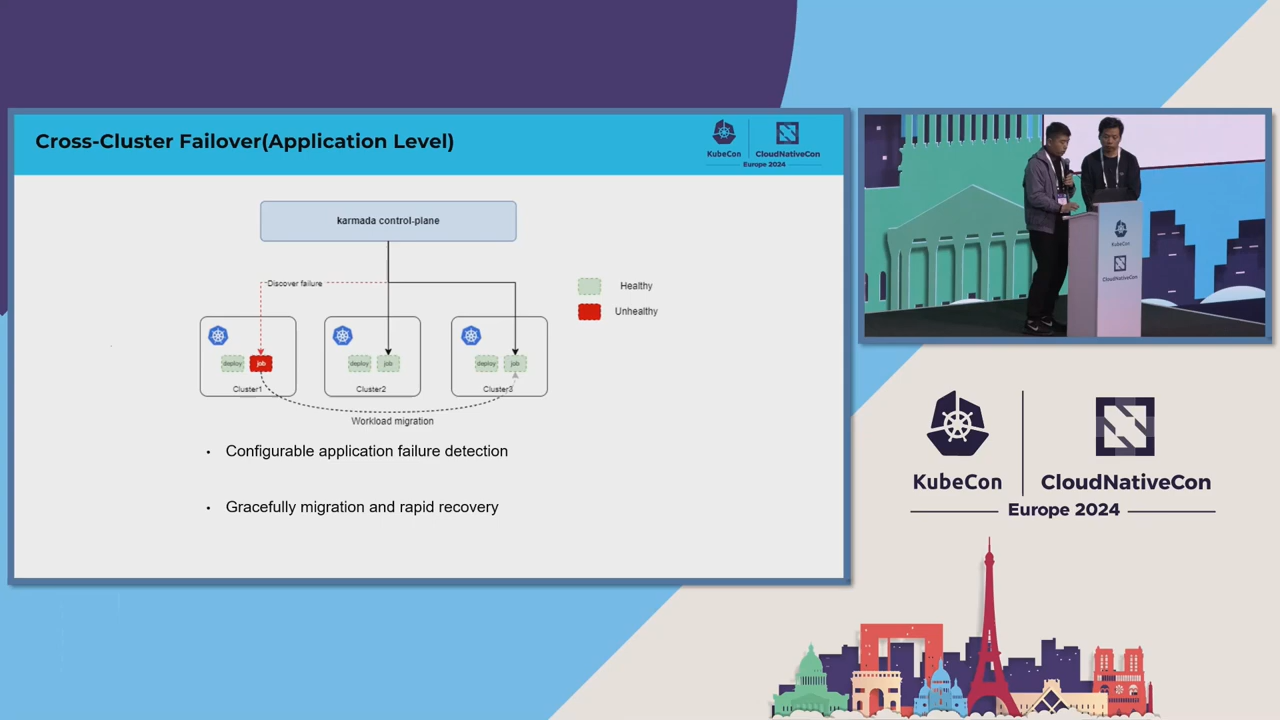 Cross-Cluster Failover(Application Level)
KubeCon
CloudNativeCon
Europe 2024
karmada control-plane
Discover failure
Healthy
Unhealthy
deploy
job
deploy
job
deploy
job
Cluster1
Cluster2
Cluster3
Workload migration
• Configurable application failure detection
• Gracefully migration and rapid recovery
KubeCon
CloudNativeCon
KubeCon
CloudNativeCon
Europe 2024